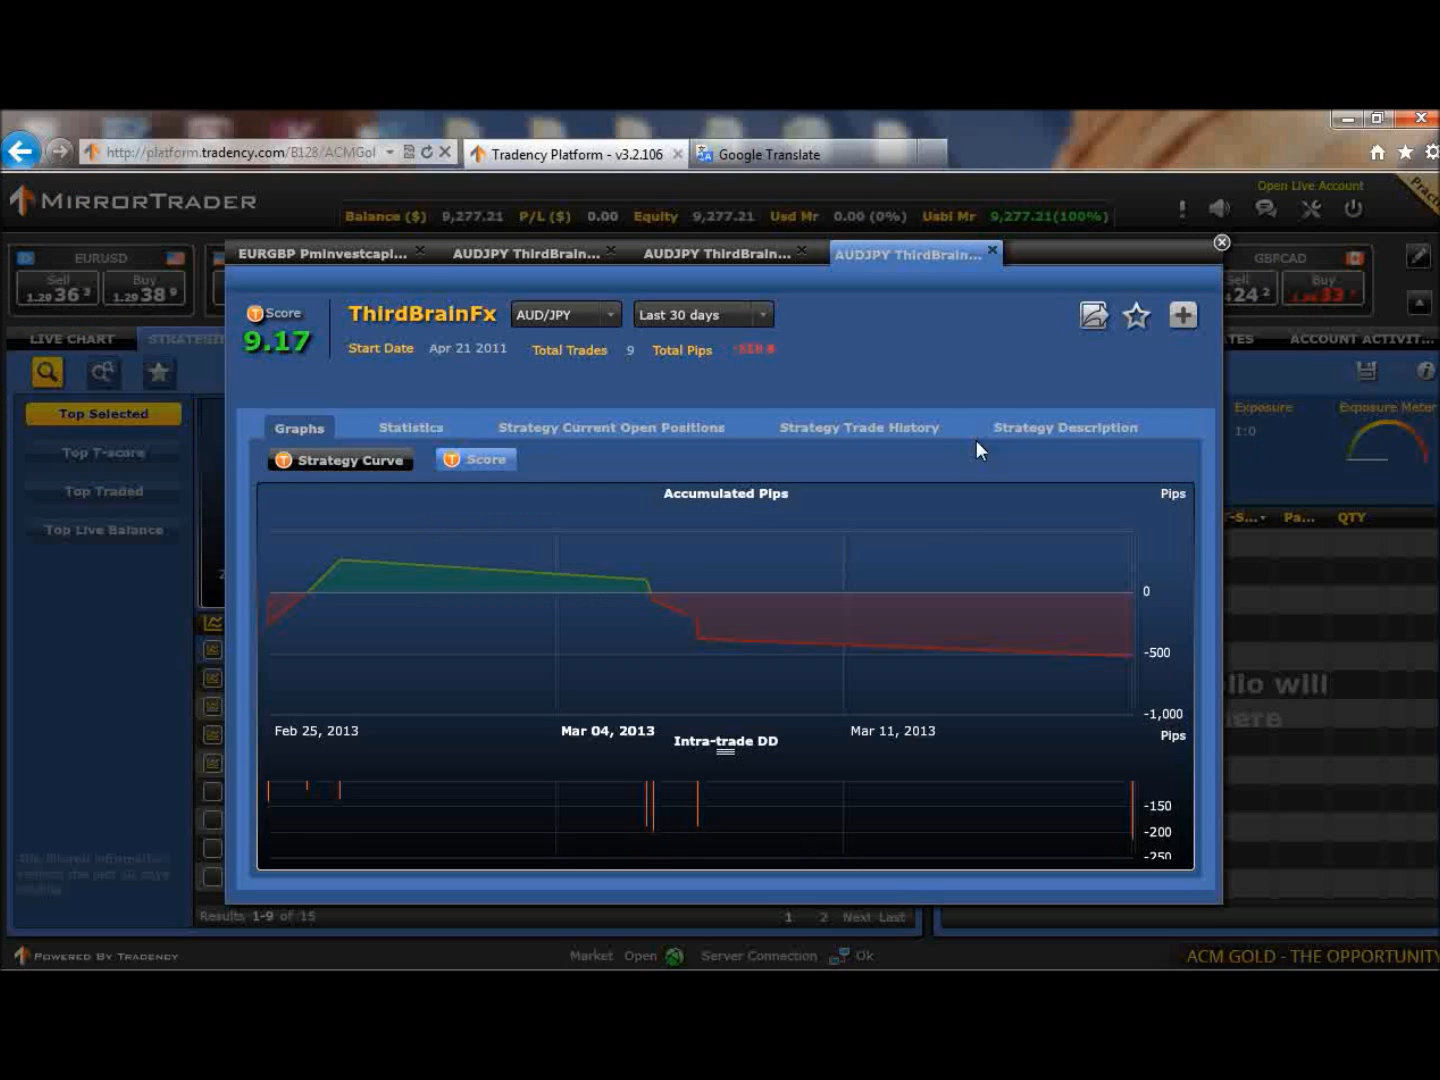 http://platform.tradency.com/B128/ACMGol
Tradency Platform - v3.2.106
Google Translate
MIRRORTRADER
Open Live Account
Balance ($) 9,277.21 P/L ($) 0.00 Equity 9,277.21 Usd Mr 0.00 (0%) Usbl Mr 9,277.21(100%)
EURUSD
Sell
1.29 36 3
Buy
1.29 38 9
EURGBP Pminvestcapi...
AUDJPY ThirdBrain...
AUDJPY ThirdBrain...
AUDJPY ThirdBrain...
GBPCAD
Buy
24 2
LIVE CHART
Score
9.17
ThirdBrainFx
AUD/JPY
Last 30 days
Start Date Apr 21 2011 Total Trades 9 Total Pips
ACCOUNT ACTIVIT...
Top Selected
Top T-score
Top Traded
Top Live Balance
Graphs
Statistics
Strategy Current Open Positions
Strategy Trade History
Strategy Description
Exposure
Exposure Meter
1:0
Strategy Curve
Score
Accumulated Pips
Pips
T-S... Pa... QTY
0
-500
-1,000
Feb 25, 2013
Mar 04, 2013
Mar 11, 2013
Intra-trade DD
Pips
-150
-200
-250
lio will
ere
Results 1-9 of 15
1 2 Next Last
POWERED BY TRADENCY
Market Open
Server Connection Ok
ACM GOLD - THE OPPORTUNITY